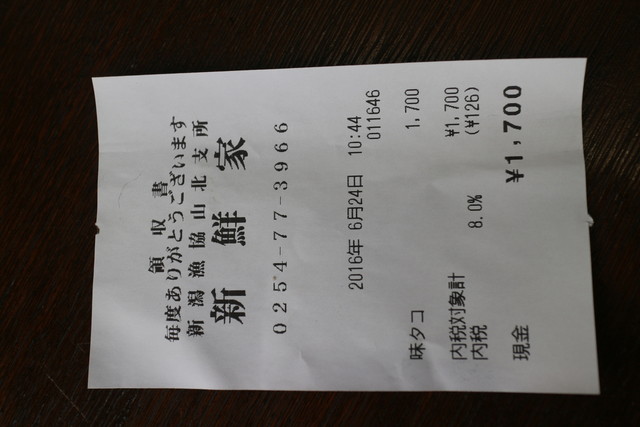 領収書
毎度ありがとうございます
新潟漁協山北支所
新鮮家
0254-77-3966
2016年 6月24日 10:44
011646
味タコ 1,700
内税対象計 ¥1,700
内税 8.0% (¥126)
現金 ¥1,700